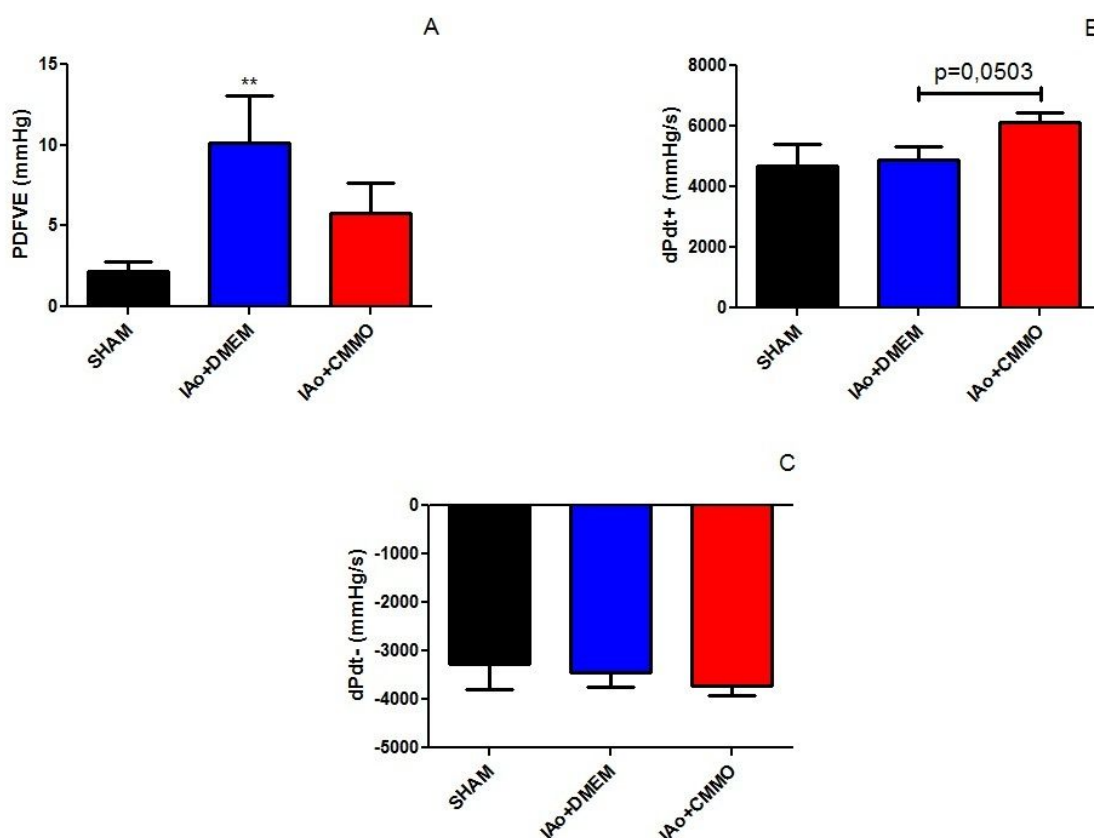 A
PDFVE (mmHg)
15
10
5
0
**
SHAM
IAo+DMEM
IAo+CMMO
dPdt+ (mmHg/s)
8000
6000
4000
2000
0
p=0,0503
SHAM
IAo+DMEM
IAo+CMMO
C
dPdt- (mmHg/s)
0
-1000
-2000
-3000
-4000
-5000
SHAM
IAo+DMEM
IAo+CMMO